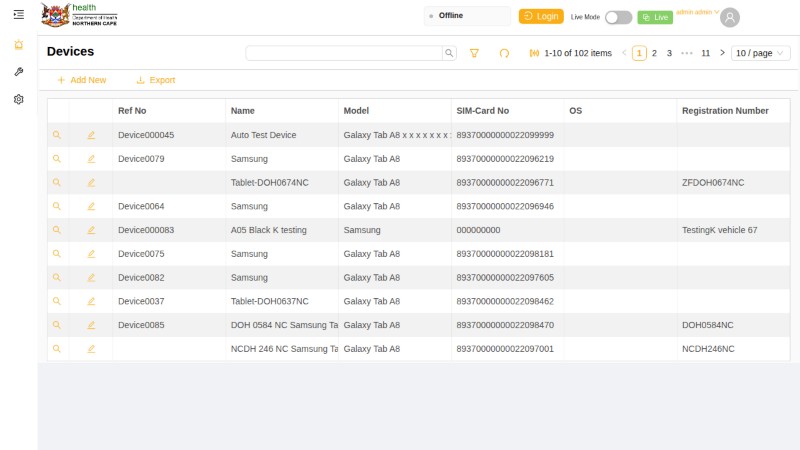 health
Department of Health
NORTHERN CAPE
Offline
Login
Live Mode
Live
admin admin
Devices
1-10 of 102 items
1 2 3 ••• 11
10 / page
Add New
Export
Ref No Name Model SIM-Card No OS Registration Number
Device000045 Auto Test Device Galaxy Tab A8 x x x x x x x 89370000000022099999
Device0079 Samsung Galaxy Tab A8 89370000000022096219
Tablet-DOH0674NC Galaxy Tab A8 89370000000022096771 ZFDOH0674NC
Device0064 Samsung Galaxy Tab A8 89370000000022096946
Device000083 A05 Black K testing Samsung 000000000 TestingK vehicle 67
Device0075 Samsung Galaxy Tab A8 89370000000022098181
Device0082 Samsung Galaxy Tab A8 89370000000022097605
Device0037 Tablet-DOH0637NC Galaxy Tab A8 89370000000022098462
Device0085 DOH 0584 NC Samsung Ta Galaxy Tab A8 89370000000022098470 DOH0584NC
NCDH 246 NC Samsung Ta Galaxy Tab A8 89370000000022097001 NCDH246NC